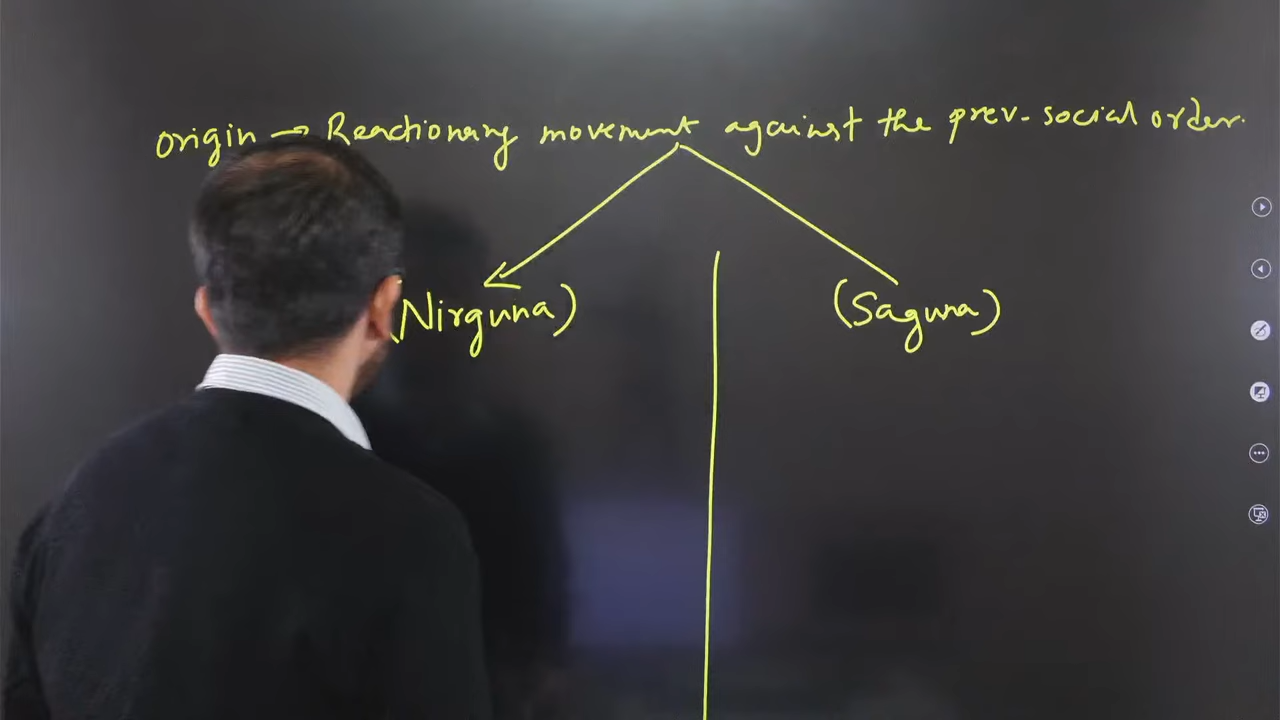 origin → Reactionary movement against the prev. social order.
(Nirguna) (Saguna)